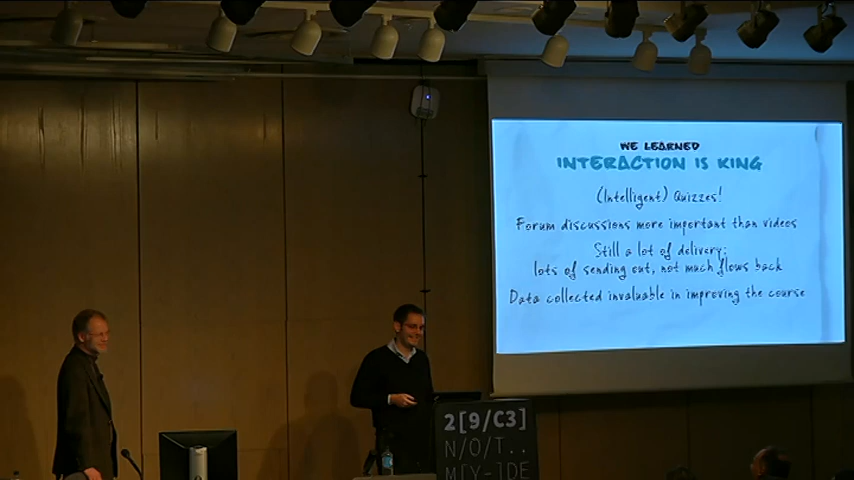 WE LEARNED
INTERACTION IS KING
(Intelligent) Quizzes!
Forum discussions more important than videos
Still a lot of delivery:
lots of sending out, not much flows back
Data collected invaluable in improving the course
2[9/C3]
N/O/T..
M[Y-]DE